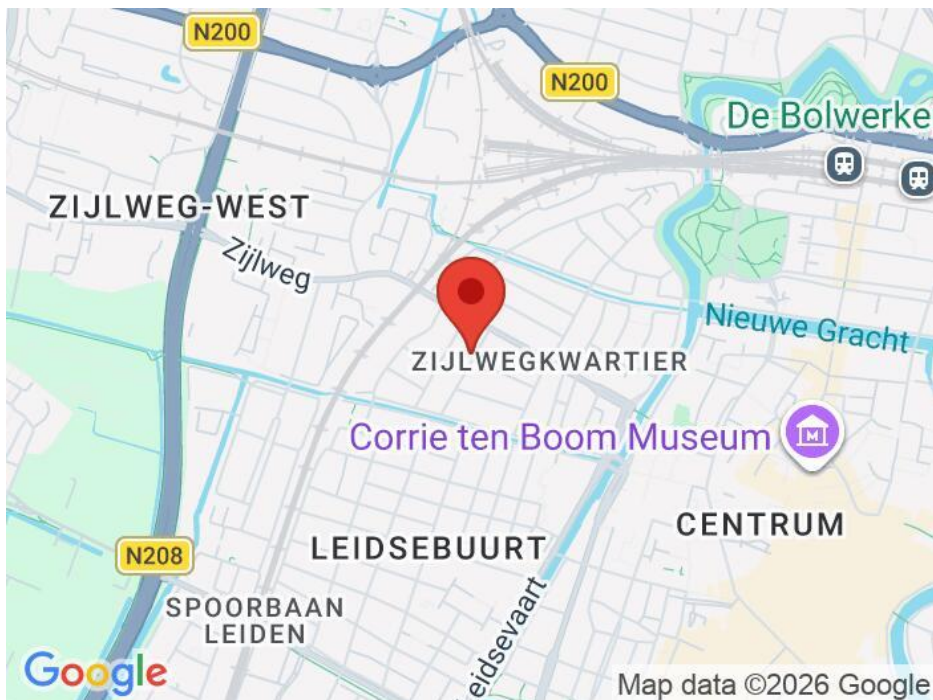 N200
N200
De Bolwerke
ZIJLWEG-WEST
Zijlweg
Nieuwe Gracht
ZIJLWEGKWARTIER
Corrie ten Boom Museum
M
CENTRUM
LEIDSEBUURT
N208
SPOORBAAN
LEIDEN
eidsevaart
Google
Map data ©2026 Google